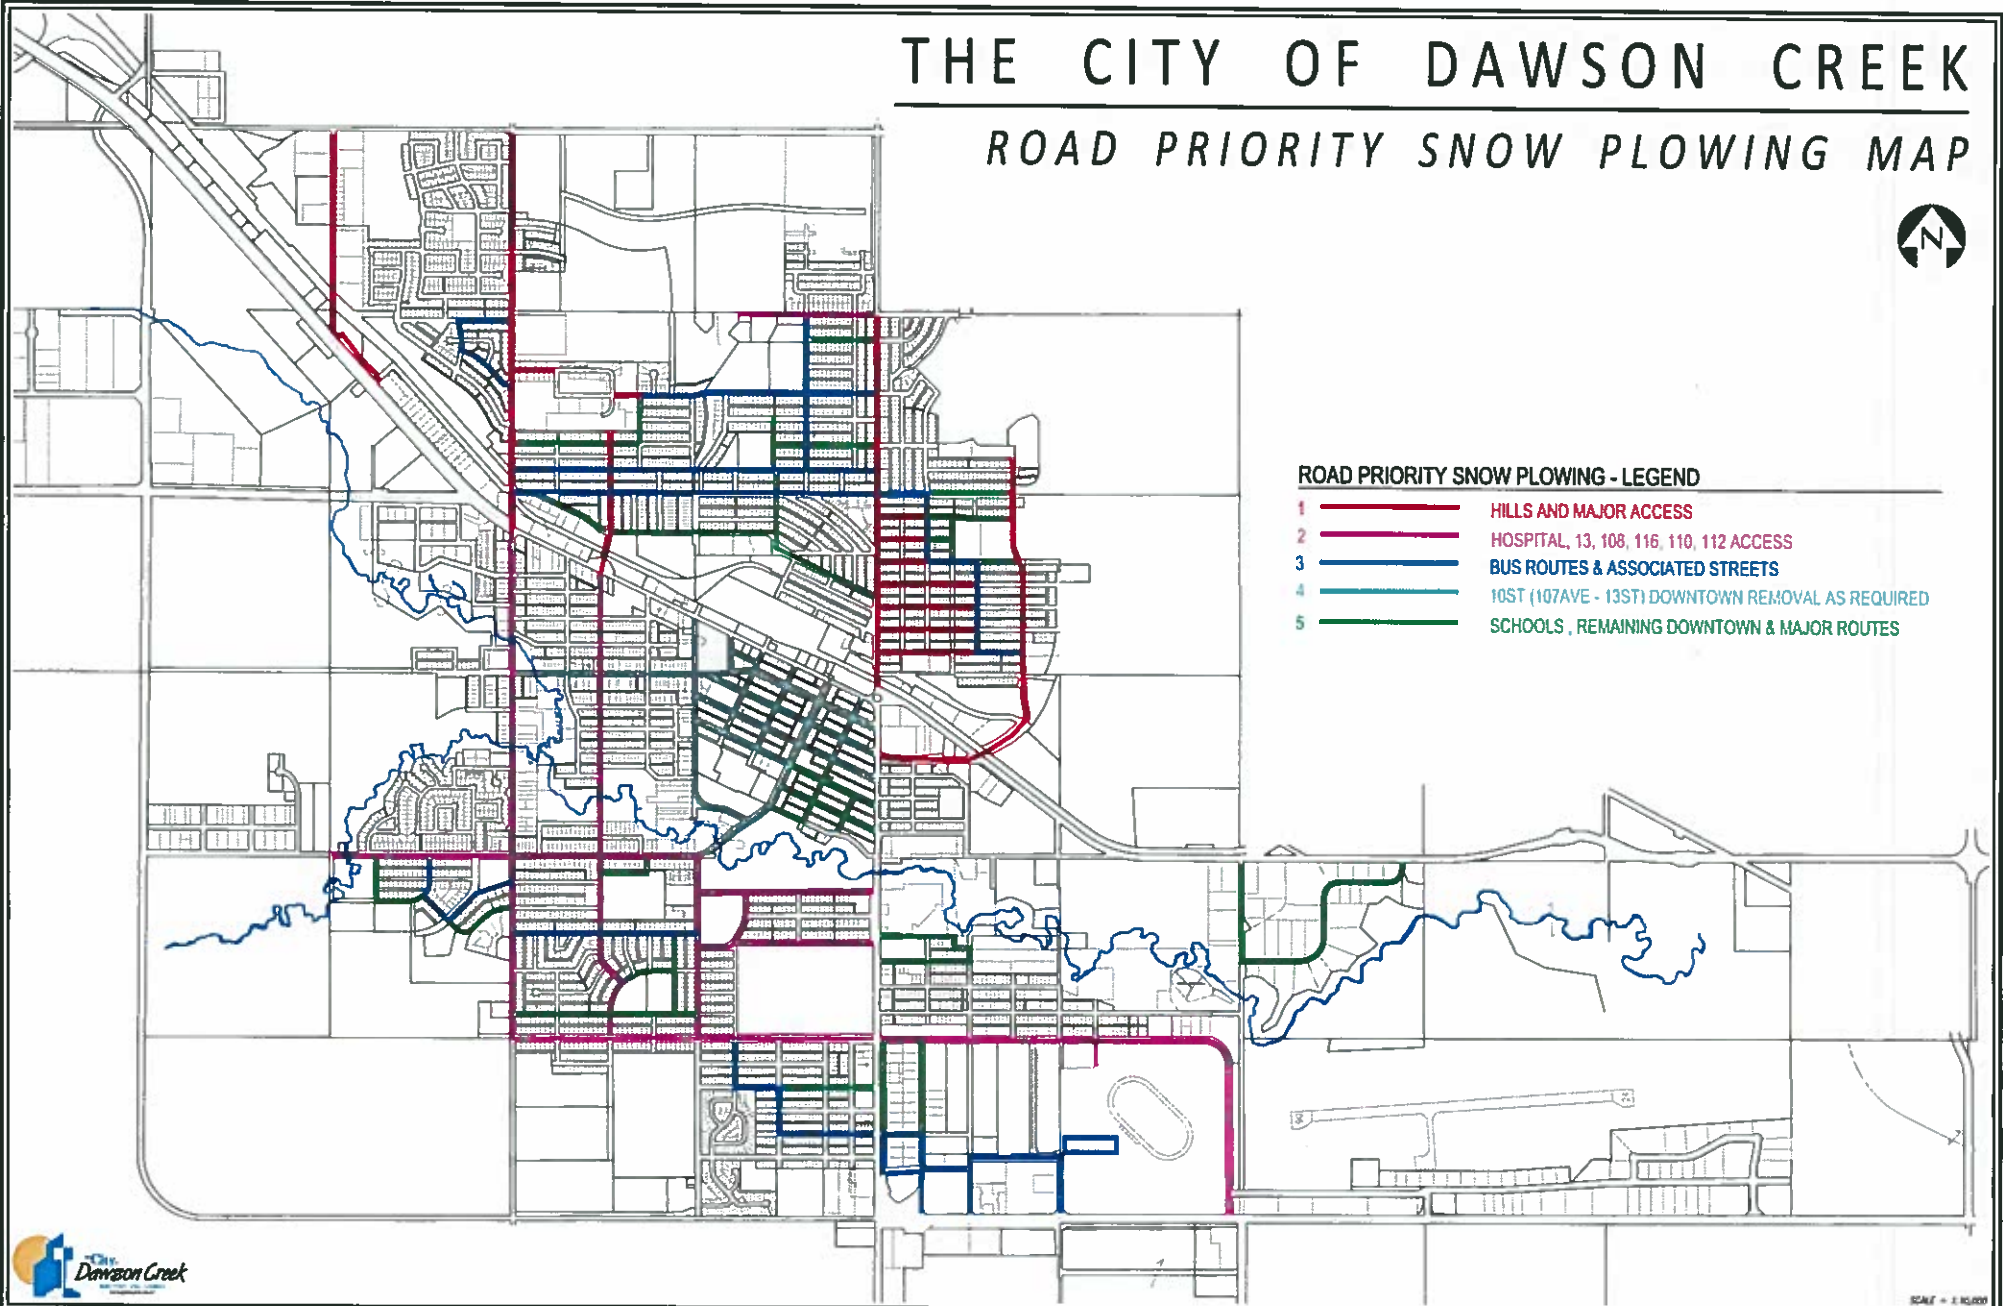 THE CITY OF DAWSON CREEK
ROAD PRIORITY SNOW PLOWING MAP
N
ROAD PRIORITY SNOW PLOWING - LEGEND
1 HILLS AND MAJOR ACCESS
2 HOSPITAL, 13, 108, 116, 110, 112 ACCESS
3 BUS ROUTES & ASSOCIATED STREETS
4 10ST (107AVE - 13ST) DOWNTOWN REMOVAL AS REQUIRED
5 SCHOOLS , REMAINING DOWNTOWN & MAJOR ROUTES
City
Dawson Creek